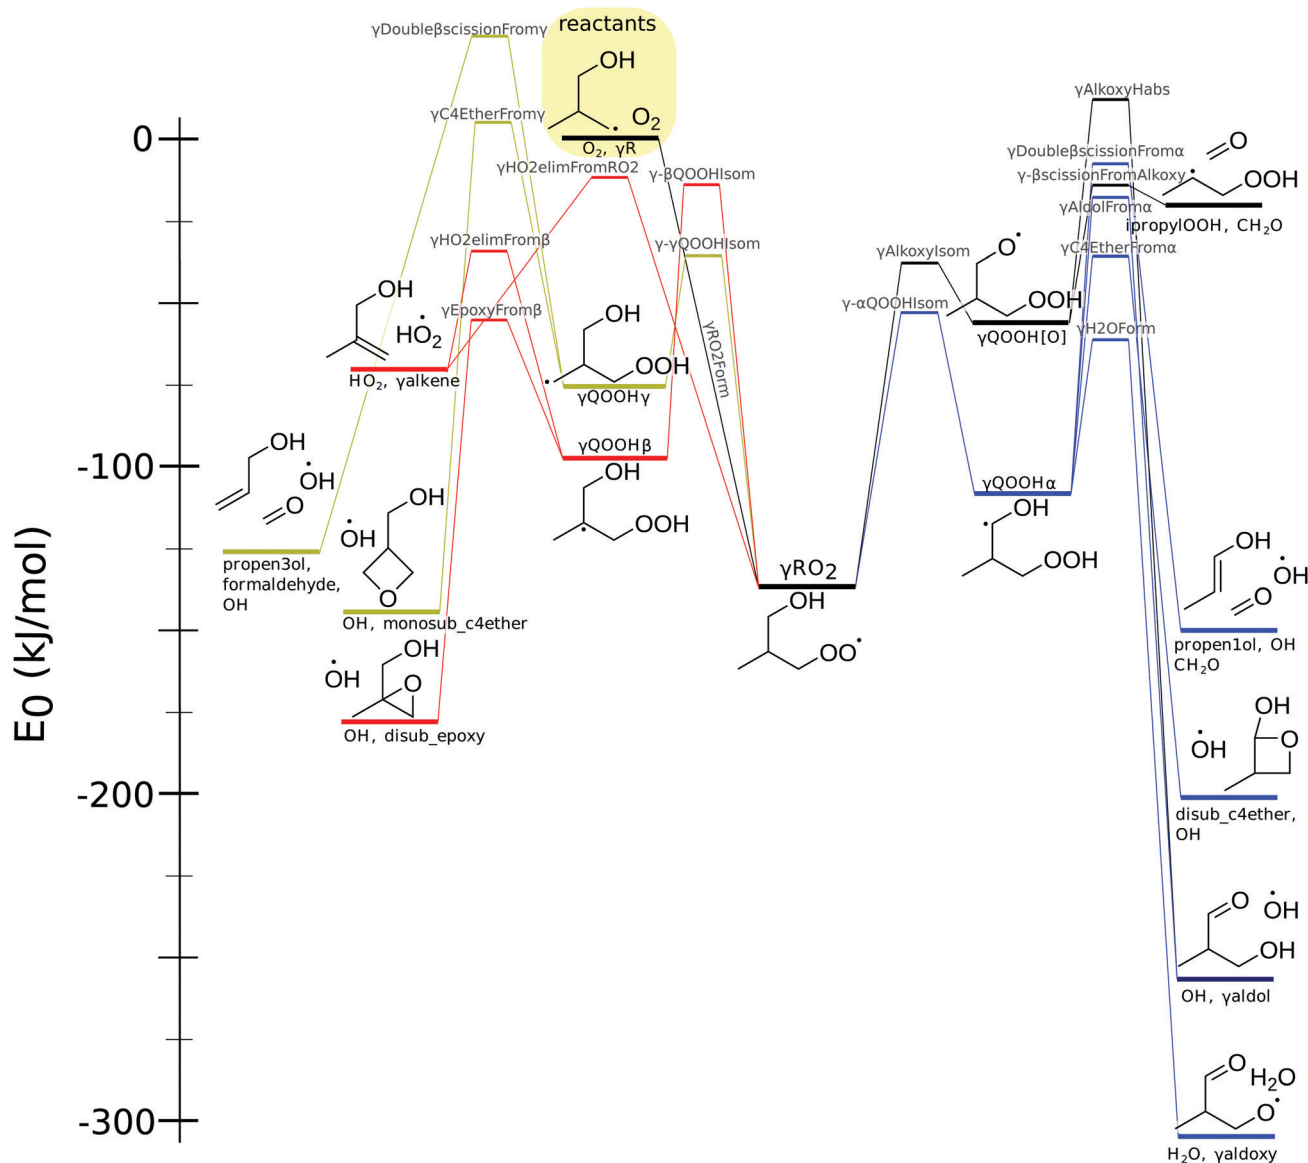 reactants
γDoubleβscissionFromγ
OH
γC4EtherFromγ
O2
O2, γR
γHO2elimFromRO2
γ-βQOOHIsom
γHO2elimFromβ
γ-γQOOHIsom
γAlkoxyHabs
γDoubleβscissionFromα
O
γ-βscissionFromAlkoxy
OOH
γAldolFromα
ipropylOOH, CH2O
γC4EtherFromα
γAlkoxyIsom
O
OOH
γ-αQOOHIsom
γQOOH[O]
γH2OForm
OH
HO2
γEpoxyFromβ
OH
OOH
γRO2Form
HO2, γalkene
γQOOHγ
γQOOHβ
OH
OOH
OH
OH
O
propen3ol,
formaldehyde,
OH
OH
OH
O
OH, monosub_c4ether
OH
OH
O
OH, disub_epoxy
γRO2
OH
OO
γQOOHα
OH
OOH
OH
OH
O
propen1ol, OH
CH2O
OH
OH
O
disub_c4ether,
OH
O
OH
OH
OH, γaldol
O
H2O
O
H2O, γaldoxy
E0 (kJ/mol)
0
-100
-200
-300